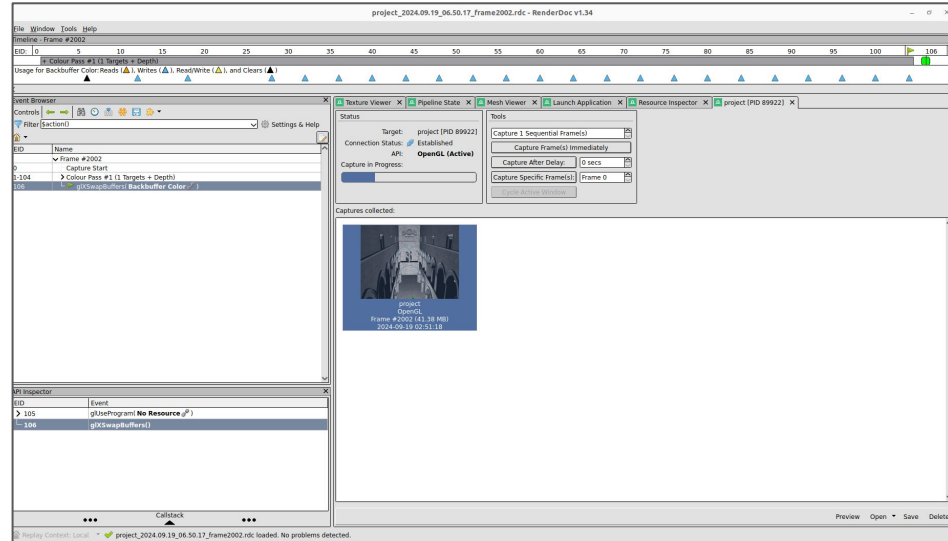 project_2024.09.19_06.50.17_frame2002.rdc - RenderDoc v1.34
File Window Tools Help
Timeline - Frame #2002
EID: 0 5 10 15 20 25 30 35 40 45 50 55 60 65 70 75 80 85 90 95 100 106
+ Colour Pass #1 (1 Targets + Depth)
Usage for Backbuffer Color: Reads (▲), Writes (▲), Read/Write (▲), and Clears (▲)
Event Browser
Controls
Filter $action() Settings & Help
EID Name
Frame #2002
0 Capture Start
1-104 Colour Pass #1 (1 Targets + Depth)
106 glXSwapBuffers( Backbuffer Color )
API Inspector
EID Event
105 glUseProgram( No Resource )
106 glXSwapBuffers()
Callstack
Texture Viewer X Pipeline State X Mesh Viewer X Launch Application X Resource Inspector X project [PID 89922] X
Status
Target: project [PID 89922]
Connection Status: Established
API: OpenGL (Active)
Capture in Progress:
Tools
Capture 1 Sequential Frame(s)
Capture Frame(s) Immediately
Capture After Delay: 0 secs
Capture Specific Frame(s): Frame 0
Cycle Active Window
Captures collected:
project
OpenGL
Frame #2002 (41.38 MB)
2024-09-19 02:51:18
Preview Open Save Delete
Replay Context: Local project_2024.09.19_06.50.17_frame2002.rdc loaded. No problems detected.